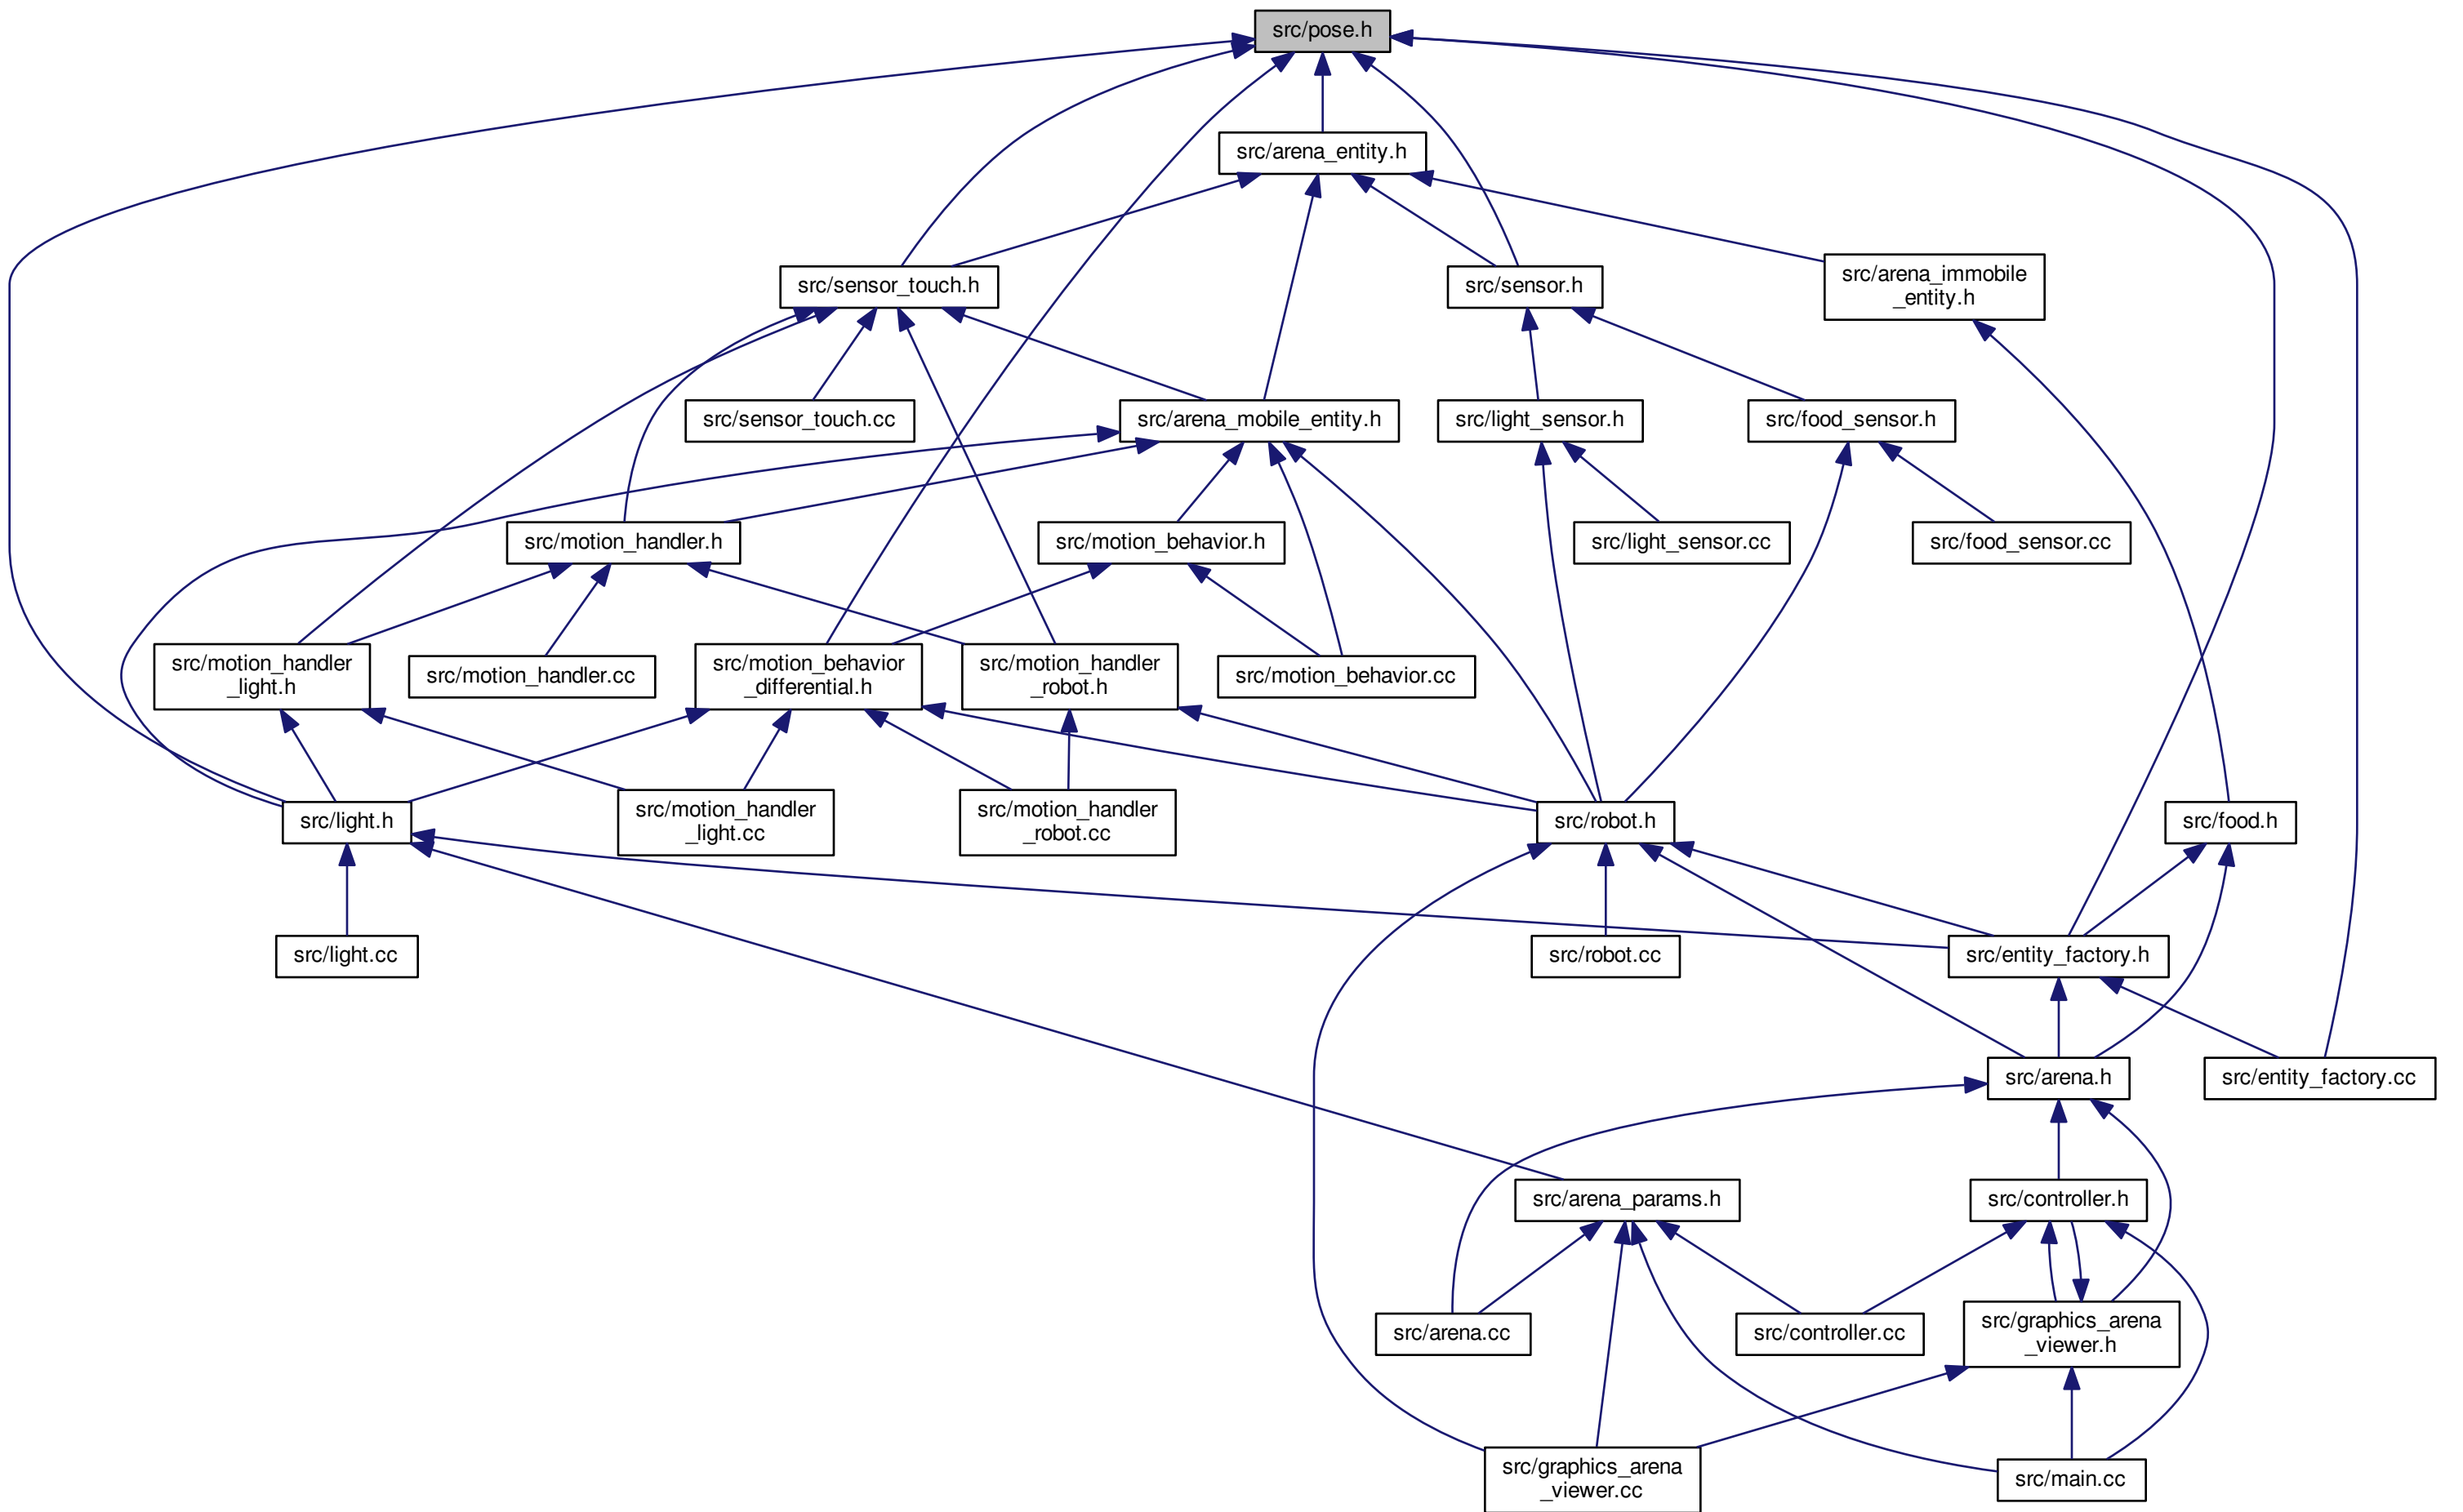 src/pose.h
src/arena_entity.h
src/sensor_touch.h
src/sensor.h
src/arena_immobile
_entity.h
src/sensor_touch.cc
src/arena_mobile_entity.h
src/light_sensor.h
src/food_sensor.h
src/motion_handler.h
src/motion_behavior.h
src/light_sensor.cc
src/food_sensor.cc
src/motion_handler
_light.h
src/motion_handler.cc
src/motion_behavior
_differential.h
src/motion_handler
_robot.h
src/motion_behavior.cc
src/light.h
src/motion_handler
_light.cc
src/motion_handler
_robot.cc
src/robot.h
src/food.h
src/light.cc
src/robot.cc
src/entity_factory.h
src/arena.h
src/entity_factory.cc
src/arena_params.h
src/controller.h
src/arena.cc
src/controller.cc
src/graphics_arena
_viewer.h
src/graphics_arena
_viewer.cc
src/main.cc